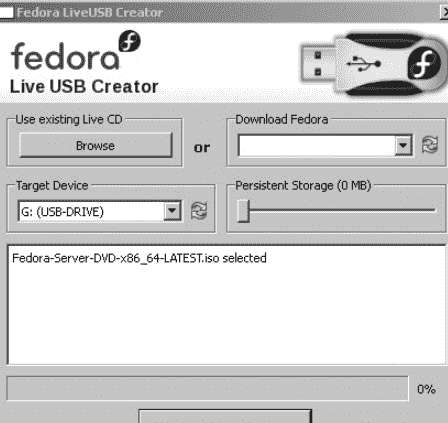 Fedora LiveUSB Creator
fedora
Live USB Creator
Use existing Live CD
Browse
or
Download Fedora
Target Device
G: (USB-DRIVE)
Persistent Storage (0 MB)
Fedora-Server-DVD-x86_64-LATEST.iso selected
0%